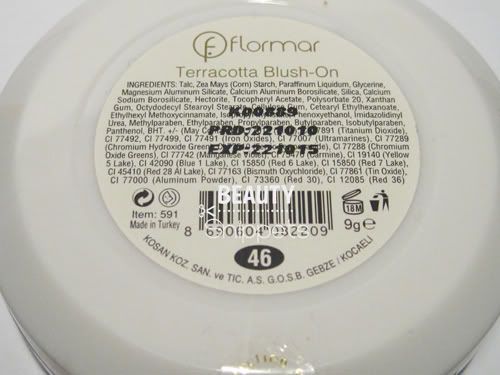 flormar
Terracotta Blush-On
INGREDIENTS: Talc, Zea Mays (Corn) Starch, Paraffinum Liquidum, Glycerine,
Magnesium Aluminum Silicate, Calcium Aluminum Borosilicate, Silica, Calcium
Sodium Borosilicate, Hectorite, Tocopheryl Acetate, Polysorbate 20, Xanthan
Gum, Octydodecyl Stearoyl Stearate, Cellulose Gum, Cetearyl Ethylhexanoate,
Ethylhexyl Methoxycinnamate, Phenoxyethanol, Imidazolidinyl
Urea, Methylparaben, Propylparaben, Butylparaben, Isobutylparaben,
Panthenol, BHT. +/- (May Co 77891 (Titanium Dioxide),
CI 77492, CI 77499, CI 77491 (Iron CI 77007 (Ultramarines), CI 77289
(Chromium Hydroxide Green) CI 77288 (Chromium
Oxide Greens), CI 77742 (Manganese Violet), (Carmine), CI 19140 (Yellow
5 Lake), CI 42090 (Blue 1 Lake), CI 15850 (Red 6 Lake), CI 15850 (Red 7 Lake),
CI 45410 (Red 28 Al Lake), CI 77163 (Bismuth Oxychloride), CI 77861 (Tin Oxide),
CI 77000 (Aluminum Powder), CI 73360 (Red 30), CI 12085 (Red 36)
K00X89
PRD:221010
EXP:221015
BEAUTY
Item: 591
Made in Turkey
18M
9g e
46
KOSAN KOZ. SAN. ve TİC. A.S. G.O.S.B. GEBZE / KOCAELİ